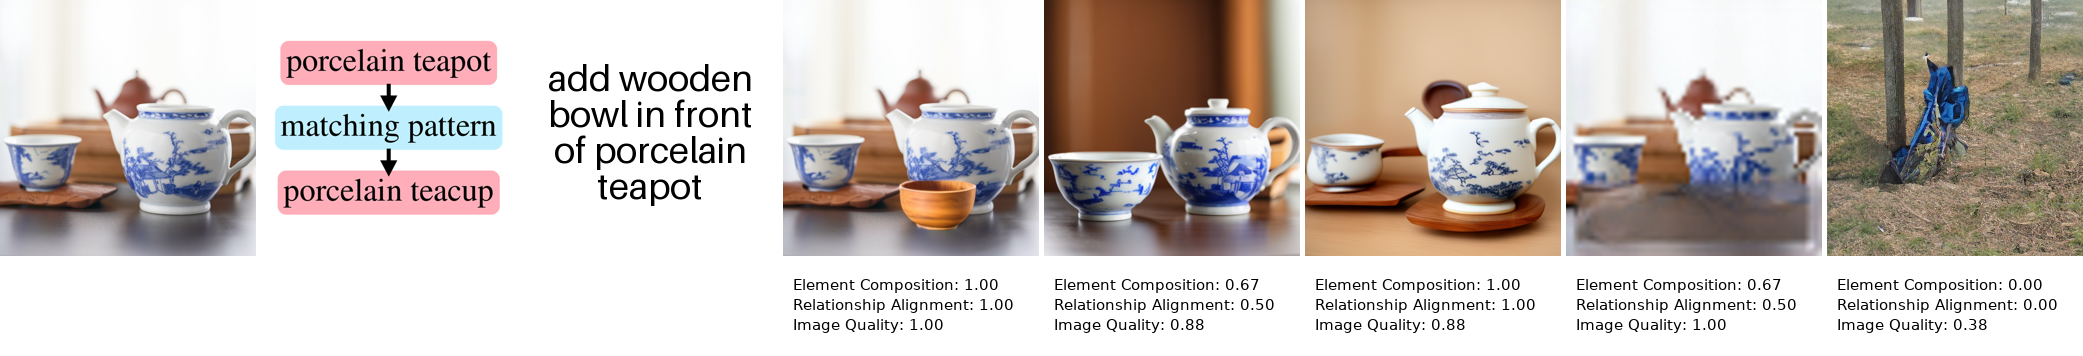 porcelain teapot
matching pattern
porcelain teacup
add wooden
bowl in front
of porcelain
teapot
Element Composition: 1.00
Relationship Alignment: 1.00
Image Quality: 1.00
Element Composition: 0.67
Relationship Alignment: 0.50
Image Quality: 0.88
Element Composition: 1.00
Relationship Alignment: 1.00
Image Quality: 0.88
Element Composition: 0.67
Relationship Alignment: 0.50
Image Quality: 1.00
Element Composition: 0.00
Relationship Alignment: 0.00
Image Quality: 0.38